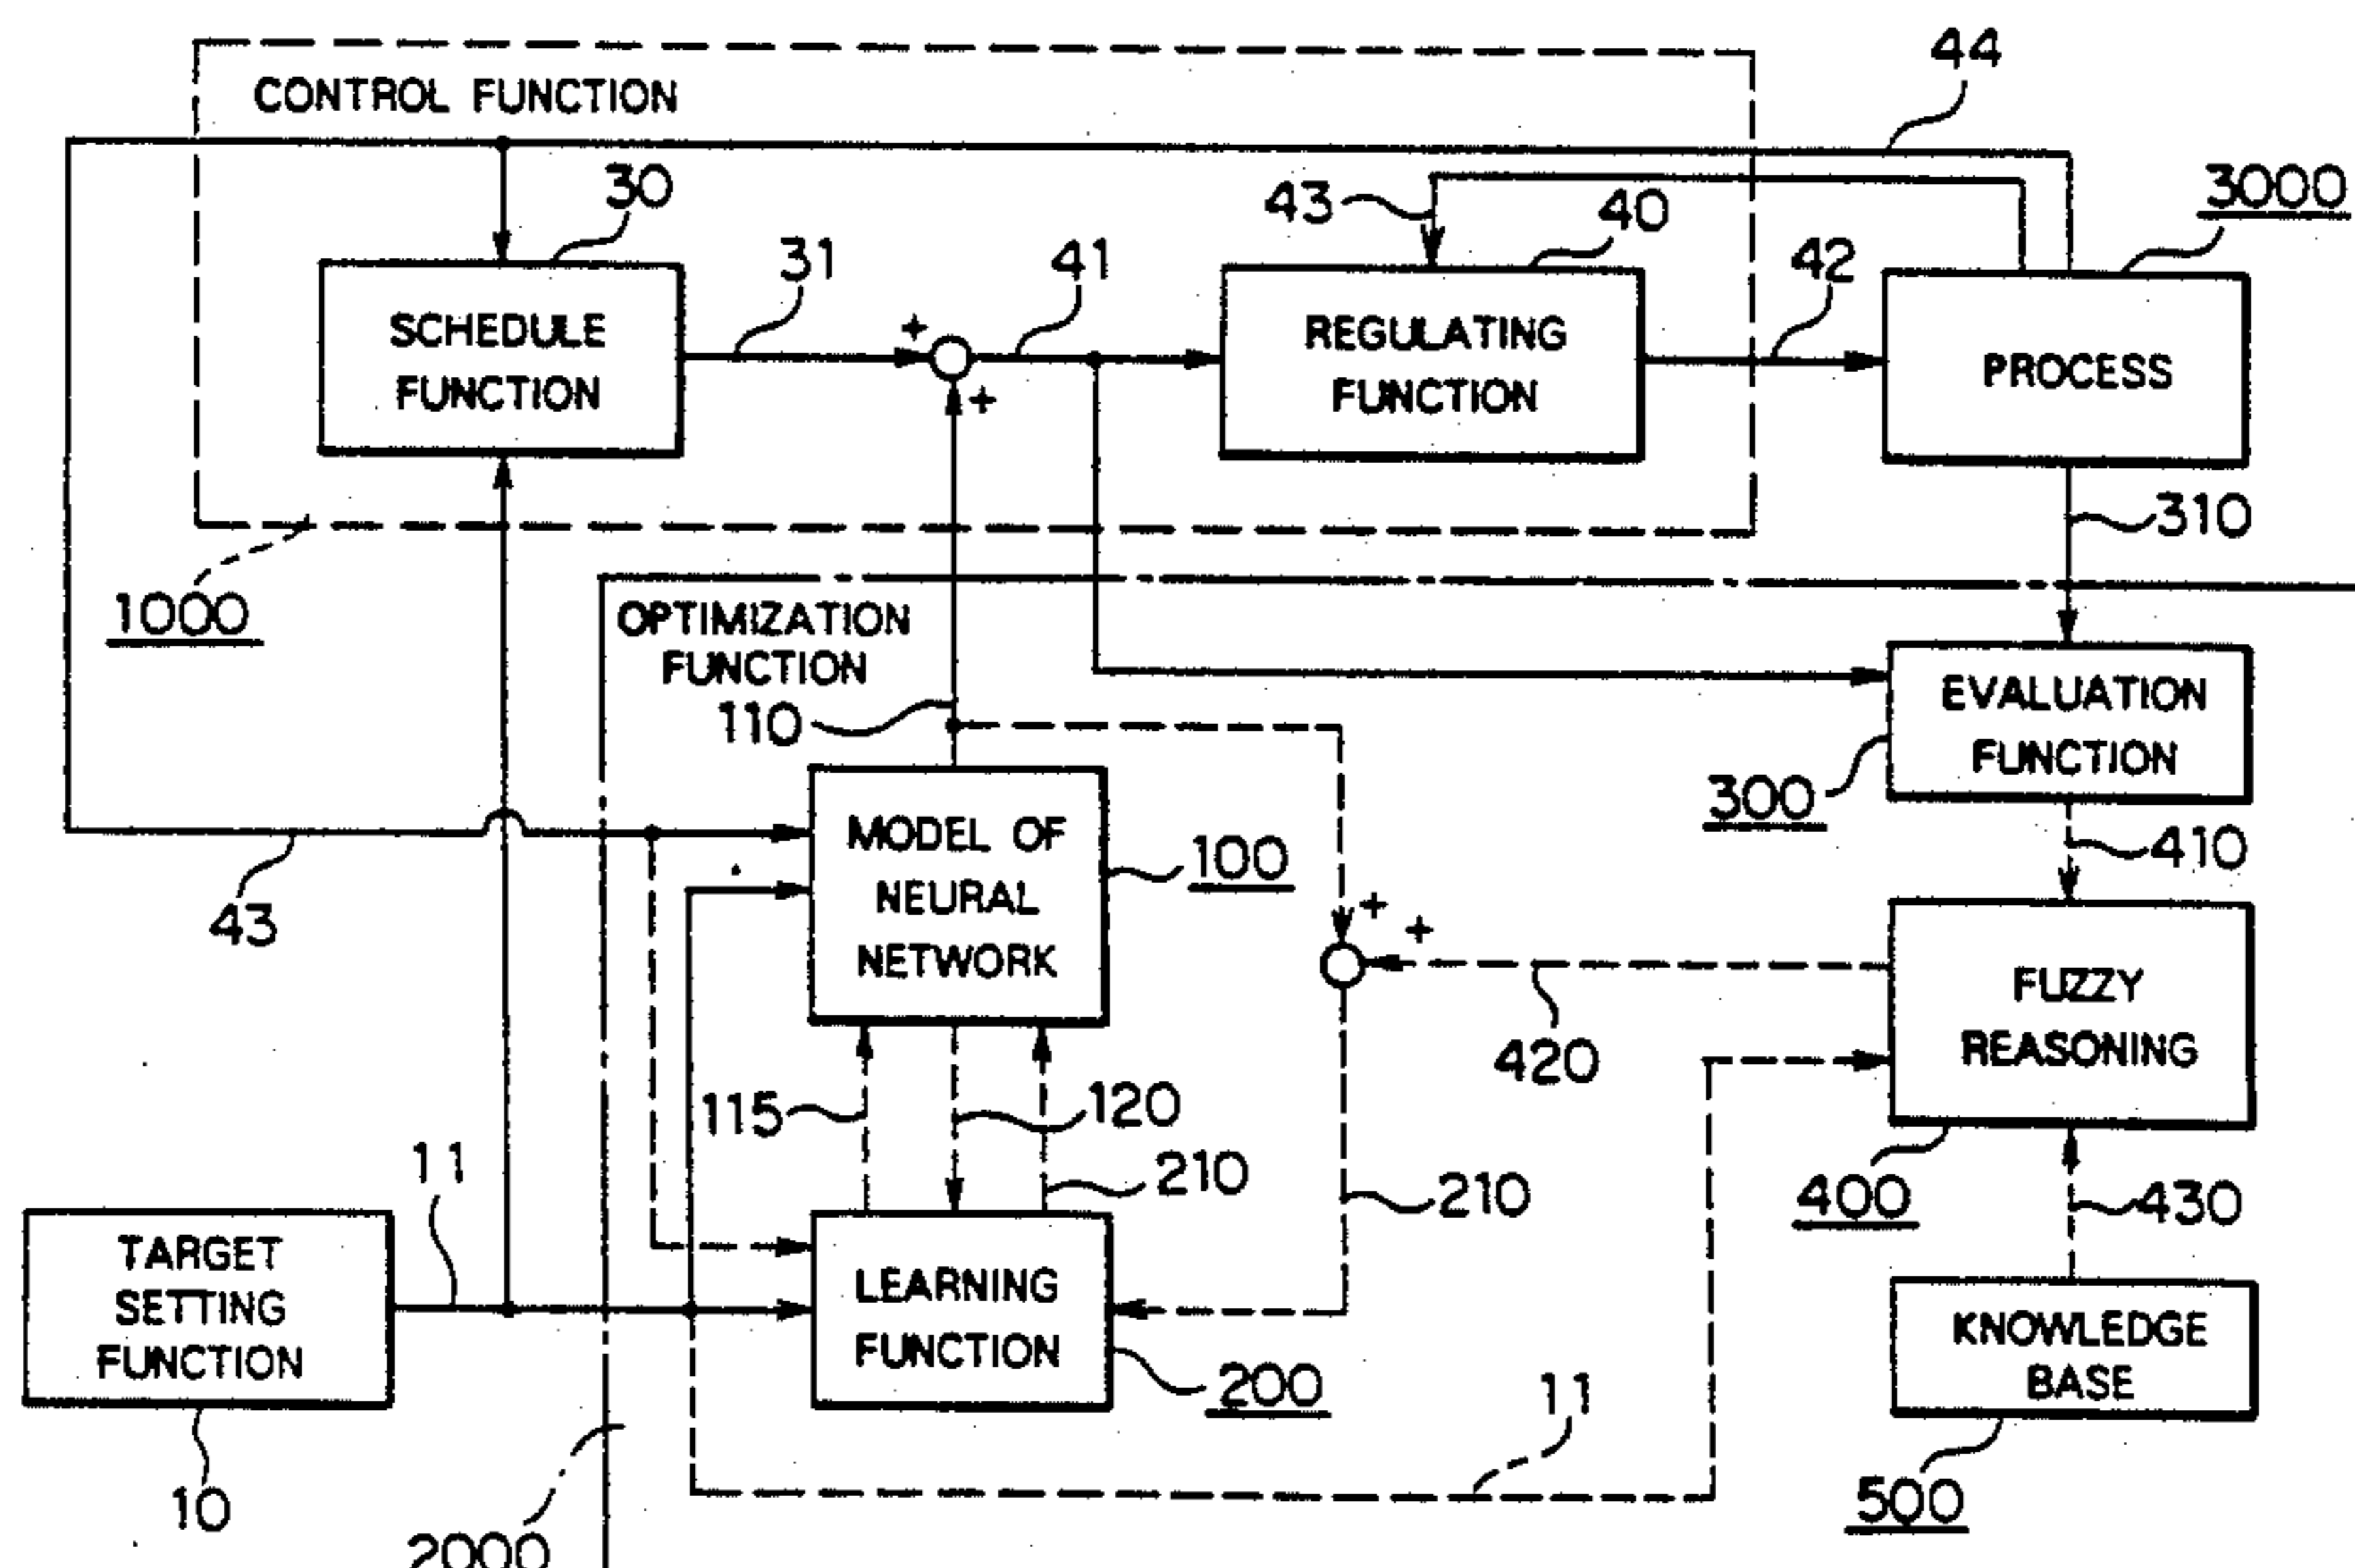 44
CONTROL FUNCTION
30
43
40
3000
31
41
42
SCHEDULE
FUNCTION
+
+
REGULATING
FUNCTION
PROCESS
310
1000
OPTIMIZATION
FUNCTION
110
EVALUATION
FUNCTION
300
MODEL OF
NEURAL
NETWORK
100
410
43
+
+
FUZZY
REASONING
420
115
120
210
210
400
430
11
TARGET
SETTING
FUNCTION
LEARNING
FUNCTION
200
11
KNOWLEDGE
BASE
10
500
2000